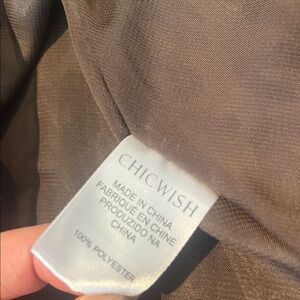 CHICWISH
MADE IN CHINA
FABRIQUE EN CHINE
PRODUZIDO NA
CHINA
100% POLYESTER